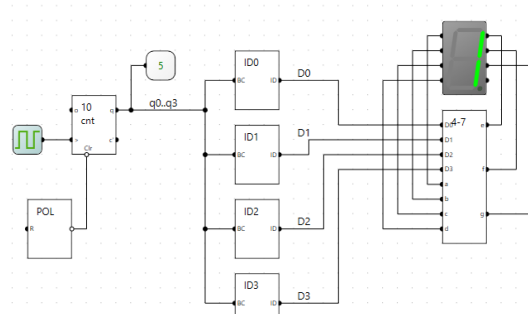 5
10
cnt
o
q
>
c
Clr
q0..q3
POL
R
ID0
BC
ID
D0
ID1
BC
ID
D1
ID2
BC
ID
D2
ID3
BC
ID
D3
4-7
D0
D1
D2
D3
a
b
c
d
e
f
g